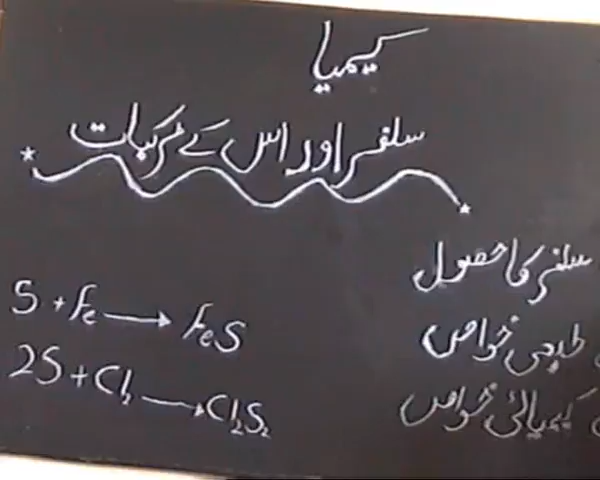 کیمیا
سلفر اور اس کے مرکبات
سلفر کا حصول
طبعی خواص
کیمیائی خواص
S + Fe → FeS
2S + Cl₂ → Cl₂S₂